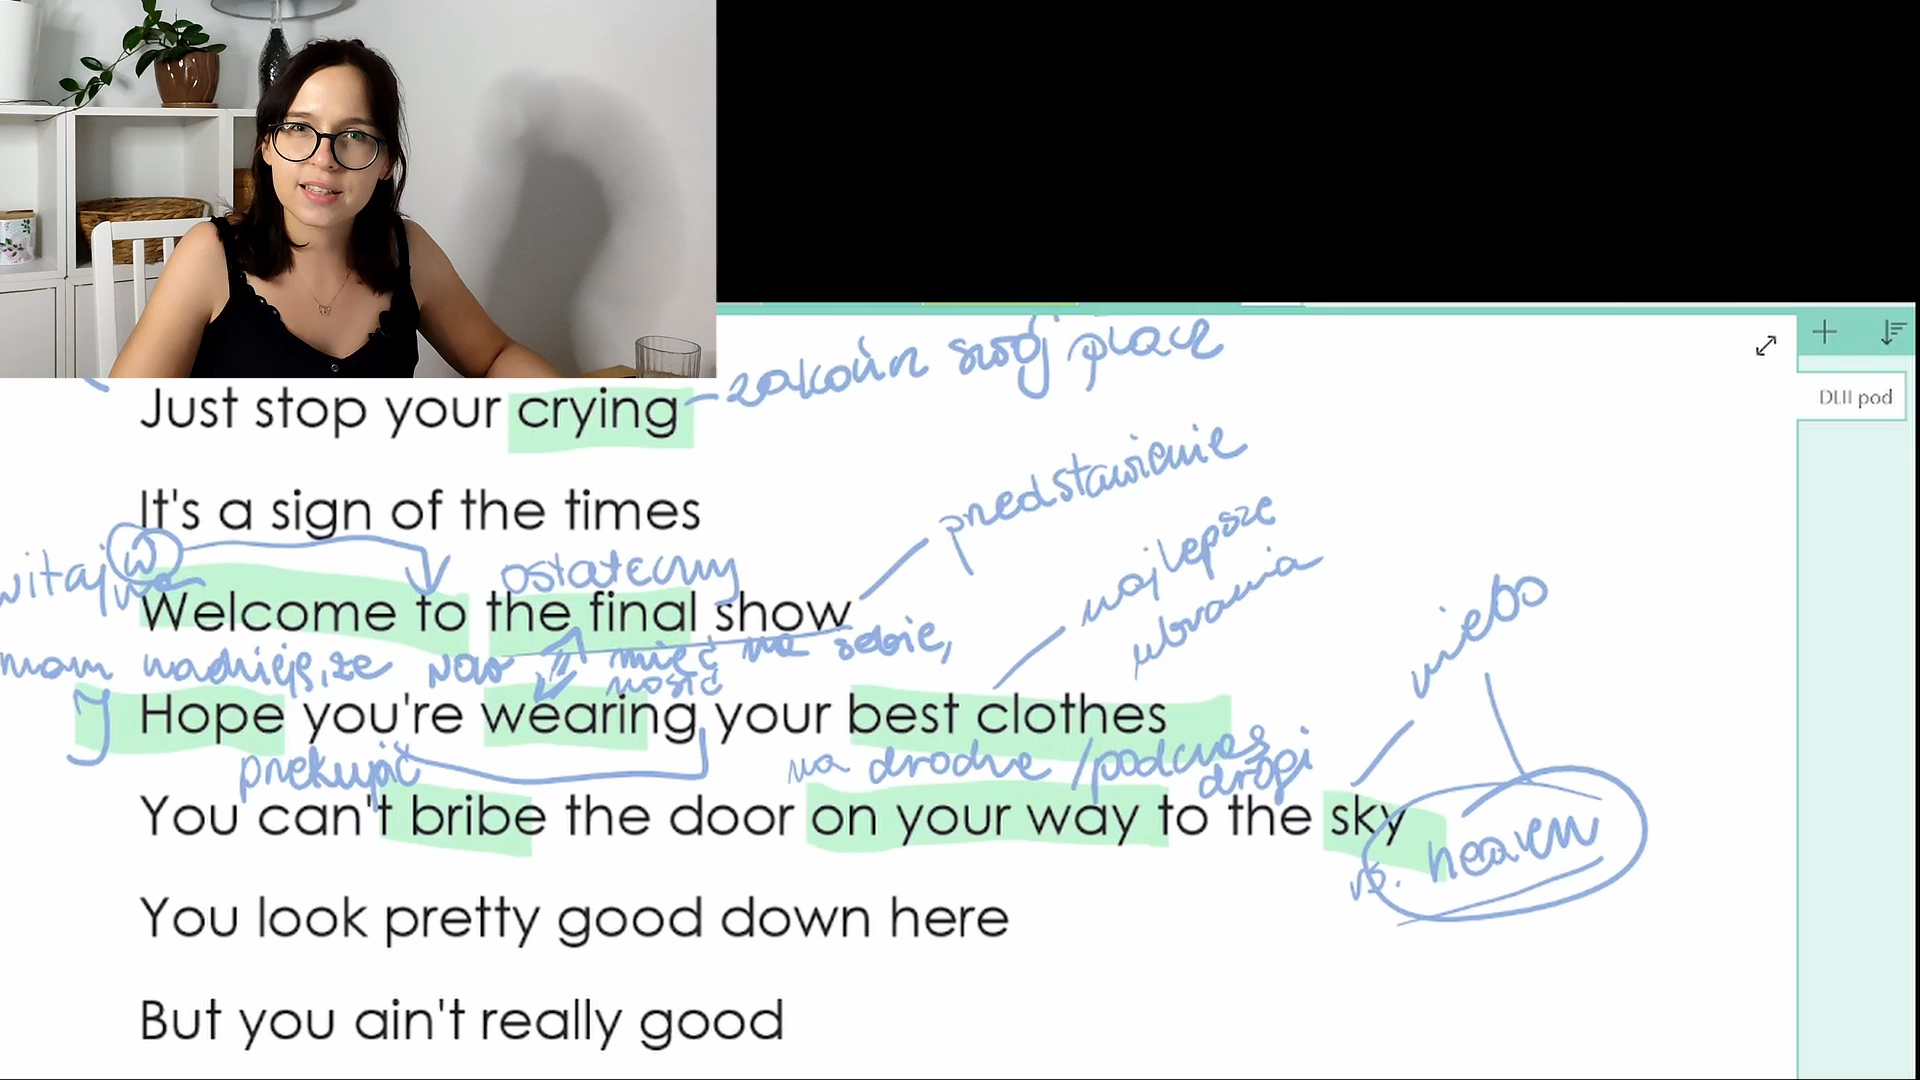 zakończ swój płacz
DLII pod
Just stop your crying
It's a sign of the times
przedstawienie
witaj na
w
ostateczny
najlepsze
ubrania
Welcome to the final show
niebo
mam nadzieję, że nosi mieć na sobie,
nosić
I Hope you're wearing your best clothes
przekupić
na drodze / podczas
drogi
You can't bribe the door on your way to the sky
vs. heaven
You look pretty good down here
But you ain't really good